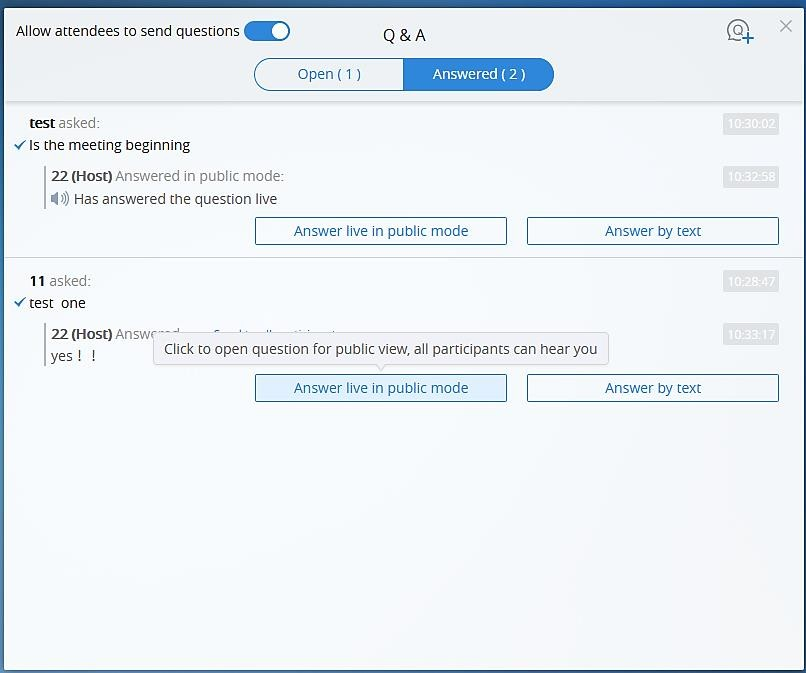 Allow attendees to send questions
Q & A
Open ( 1 )
Answered ( 2 )
test asked:
10:30:02
Is the meeting beginning
22 (Host) Answered in public mode:
10:32:58
Has answered the question live
Answer live in public mode
Answer by text
11 asked:
10:28:47
test one
22 (Host)
10:33:17
Click to open question for public view, all participants can hear you
yes！！
Answer live in public mode
Answer by text